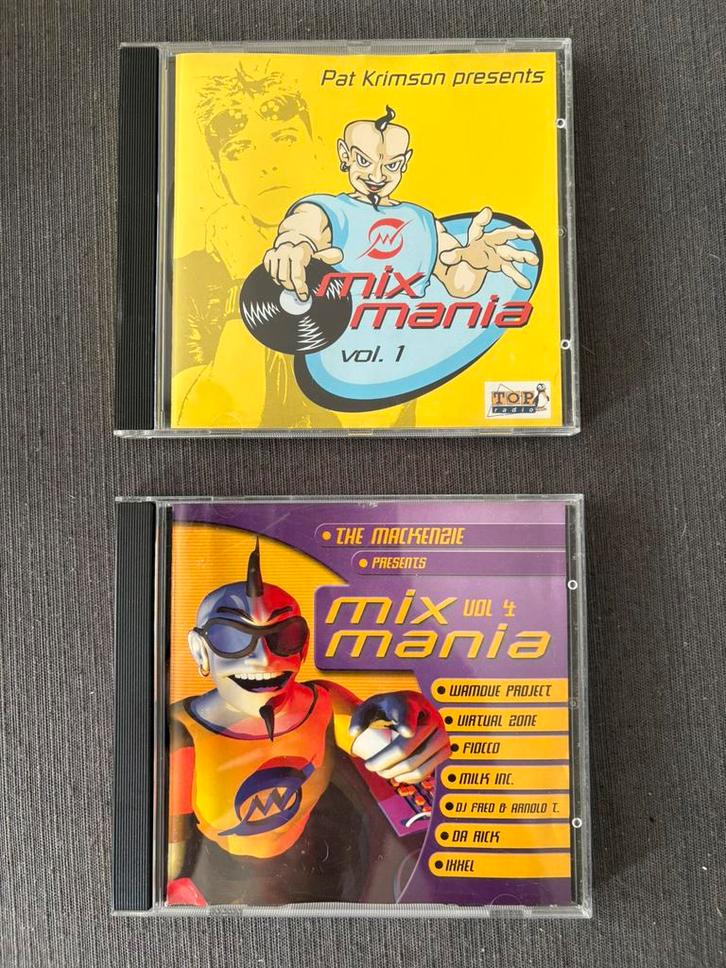 Pat Krimson presents
mix
mania
vol. 1
TOP
radio
THE MACKENZIE
PRESENTS
mix VOL 4
mania
WAMDUE PROJECT
VIRTUAL ZONE
FIOCCO
MILK INC.
DJ FRED & ARNOLD T.
DA RICK
IXXEL